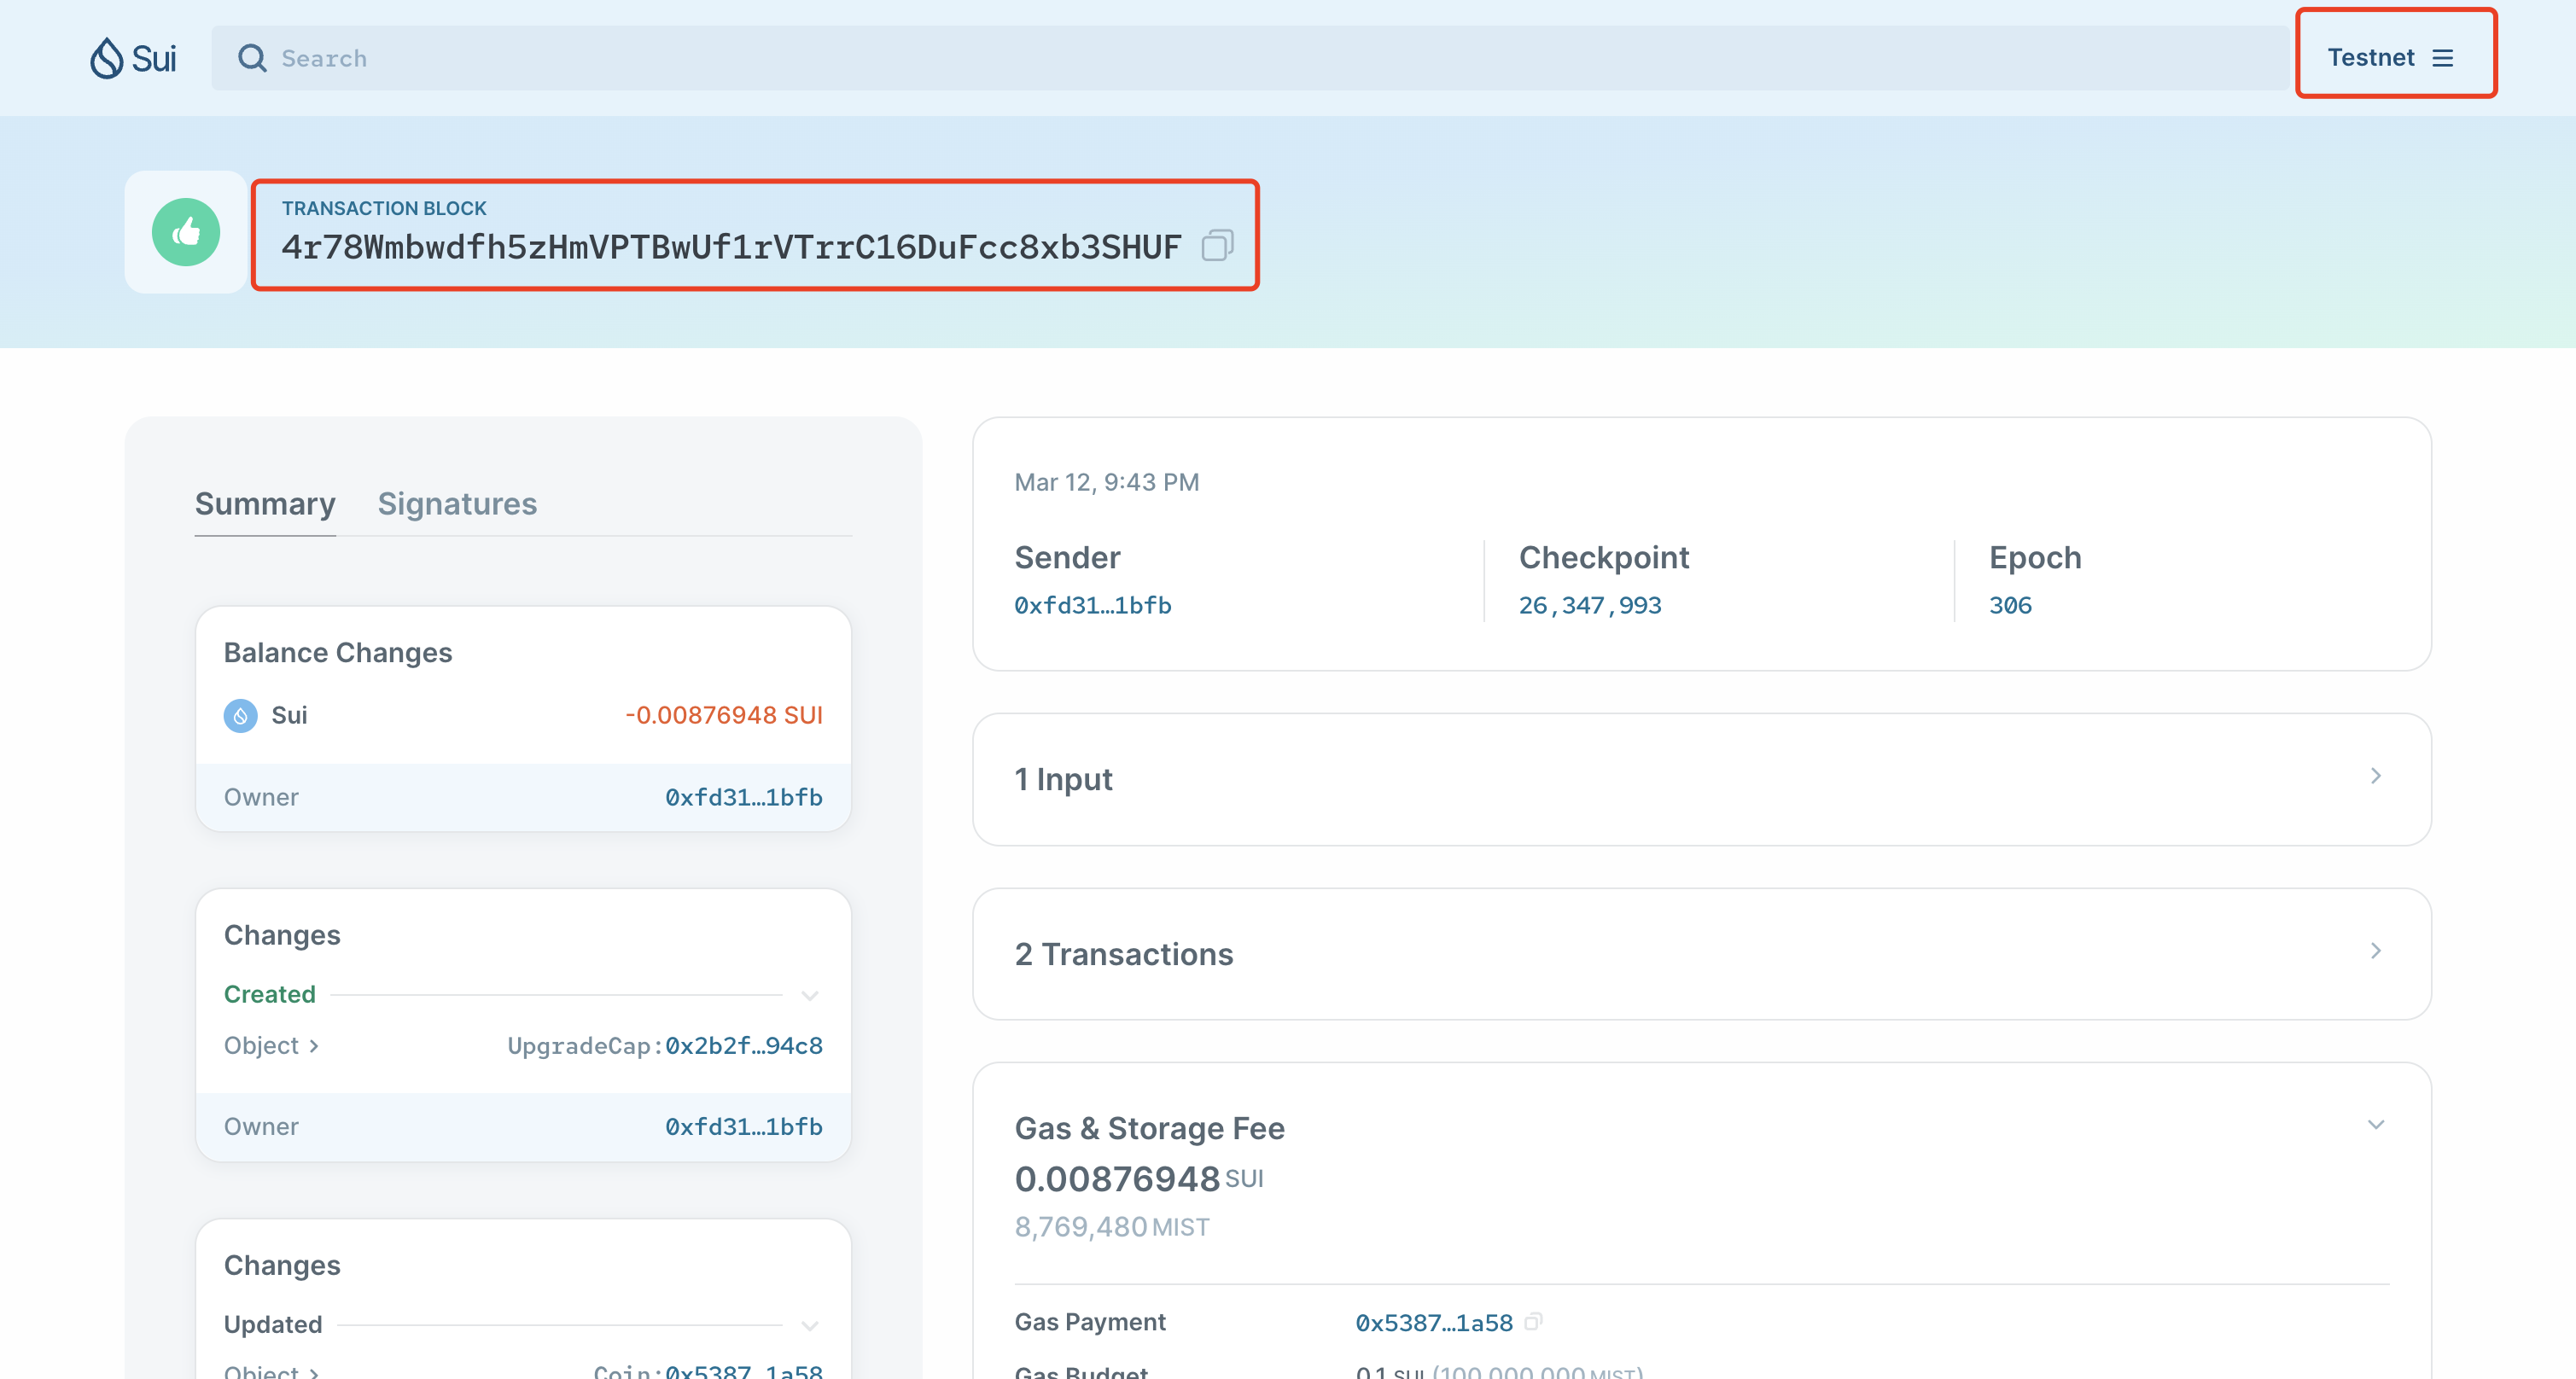 Sui
Search
Testnet
TRANSACTION BLOCK
4r78Wmbwdfh5zHmVPTBwUf1rVTrrC16DuFcc8xb3SHUF
Summary
Signatures
Balance Changes
Sui
-0.00876948 SUI
Owner
0xfd31…1bfb
Changes
Created
Object
UpgradeCap:0x2b2f…94c8
Owner
0xfd31…1bfb
Changes
Updated
Object
Coin:0x5387…1a58
Mar 12, 9:43 PM
Sender
0xfd31…1bfb
Checkpoint
26,347,993
Epoch
306
1 Input
2 Transactions
Gas & Storage Fee
0.00876948 SUI
8,769,480 MIST
Gas Payment
0x5387…1a58
Gas Budget
0.1 SUI (100,000,000 MIST)